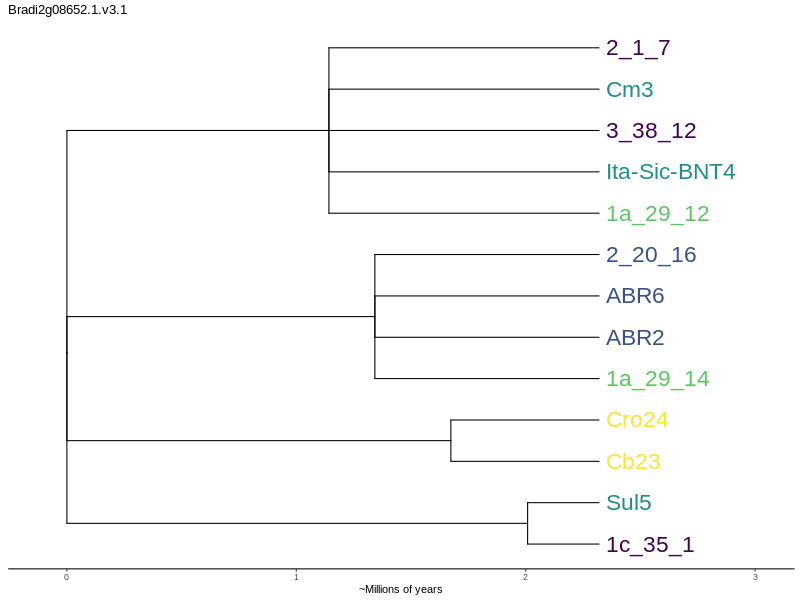 Bradi2g08652.1.v3.1
2_1_7
Cm3
3_38_12
Ita-Sic-BNT4
1a_29_12
2_20_16
ABR6
ABR2
1a_29_14
Cro24
Cb23
Sul5
1c_35_1
0 1 2 3
~Millions of years